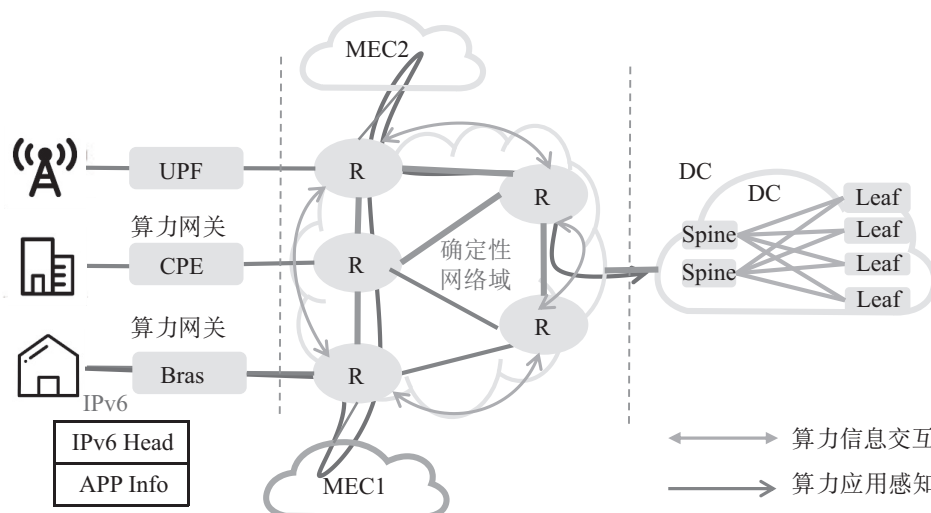 MEC2
UPF
R
R
DC
DC
Leaf
Spine
Leaf
算力网关
CPE
R
确定性
网络域
Spine
Leaf
Leaf
算力网关
R
Bras
R
IPv6
IPv6 Head
APP Info
MEC1
算力信息交互
算力应用感知